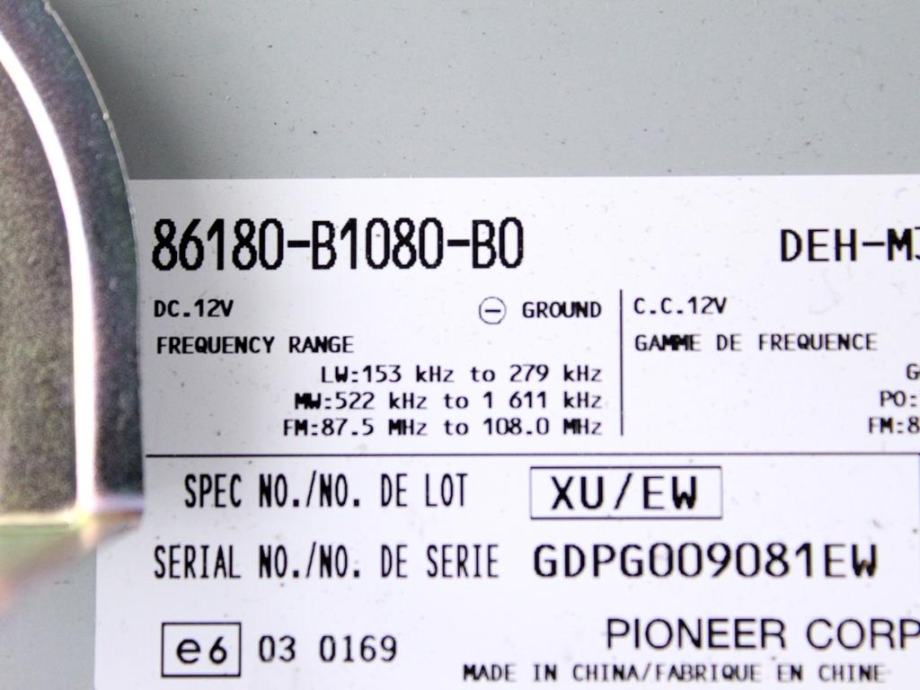 86180-B1080-B0 DEH-M
DC.12V ⊖ GROUND C.C.12V
FREQUENCY RANGE GAMME DE FREQUENCE
LW:153 kHz to 279 kHz G
MW:522 kHz to 1 611 kHz PO:
FM:87.5 MHz to 108.0 MHz FM:8
SPEC NO./NO. DE LOT XU/EW
SERIAL NO./NO. DE SERIE GDPG009081EW
e6 03 0169 PIONEER CORP
MADE IN CHINA/FABRIQUE EN CHINE